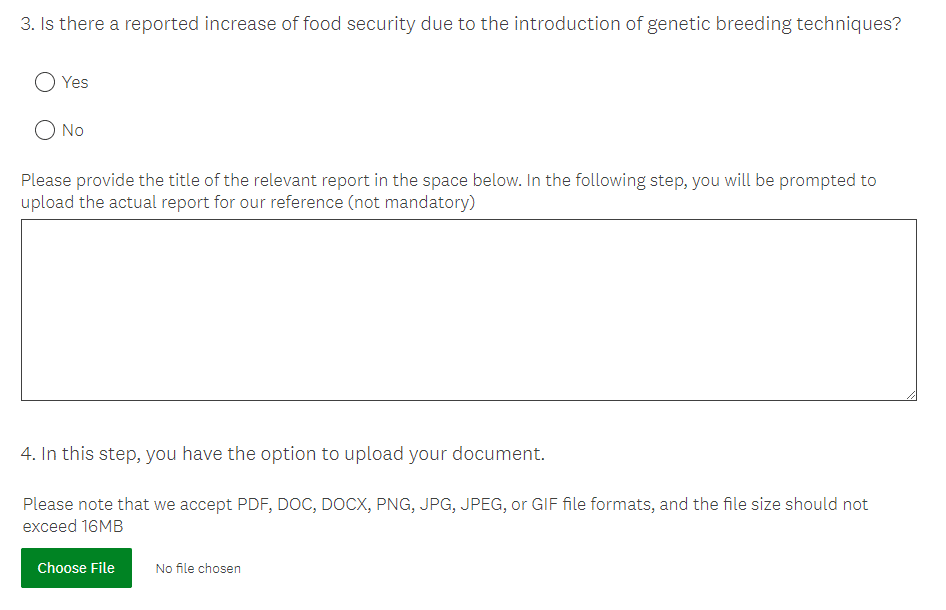 3. Is there a reported increase of food security due to the introduction of genetic breeding techniques?
Yes
No
Please provide the title of the relevant report in the space below. In the following step, you will be prompted to
upload the actual report for our reference (not mandatory)
4. In this step, you have the option to upload your document.
Please note that we accept PDF, DOC, DOCX, PNG, JPG, JPEG, or GIF file formats, and the file size should not
exceed 16MB
Choose File
No file chosen